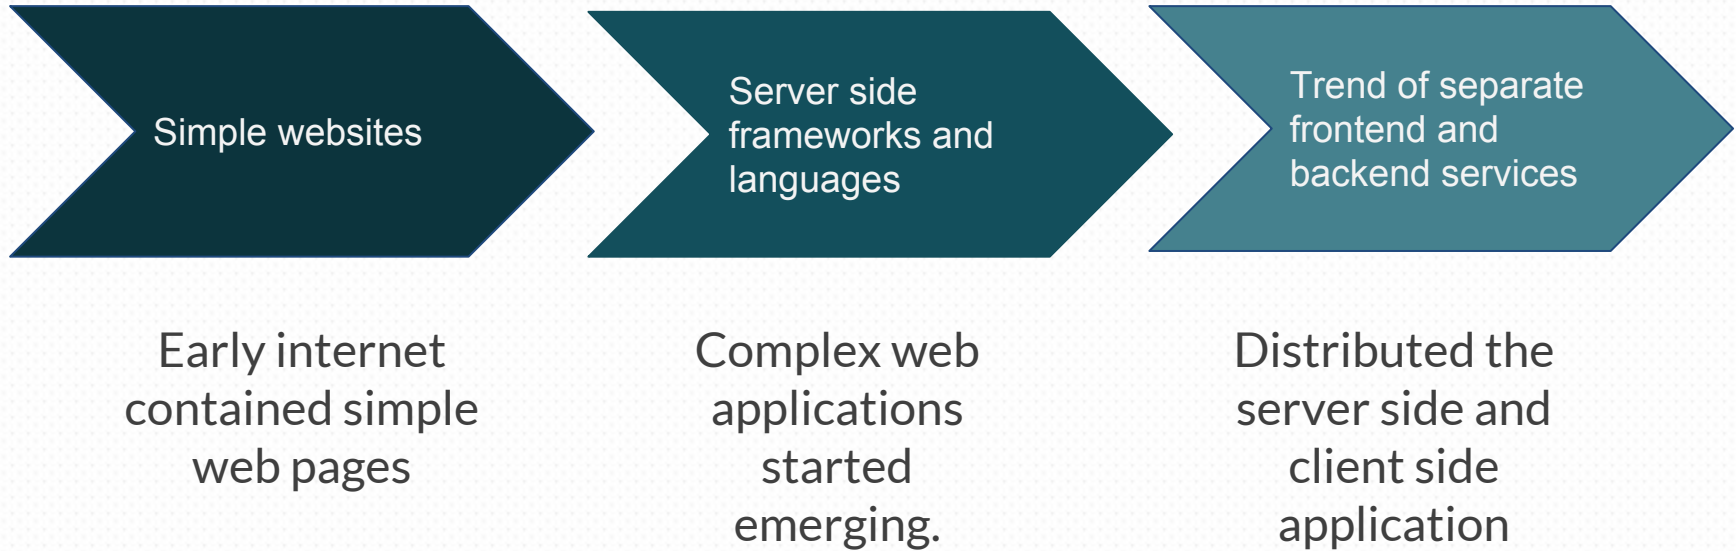 Simple websites
Server side
frameworks and
languages
Trend of separate
frontend and
backend services
Early internet
contained simple
web pages
Complex web
applications
started
emerging.
Distributed the
server side and
client side
application